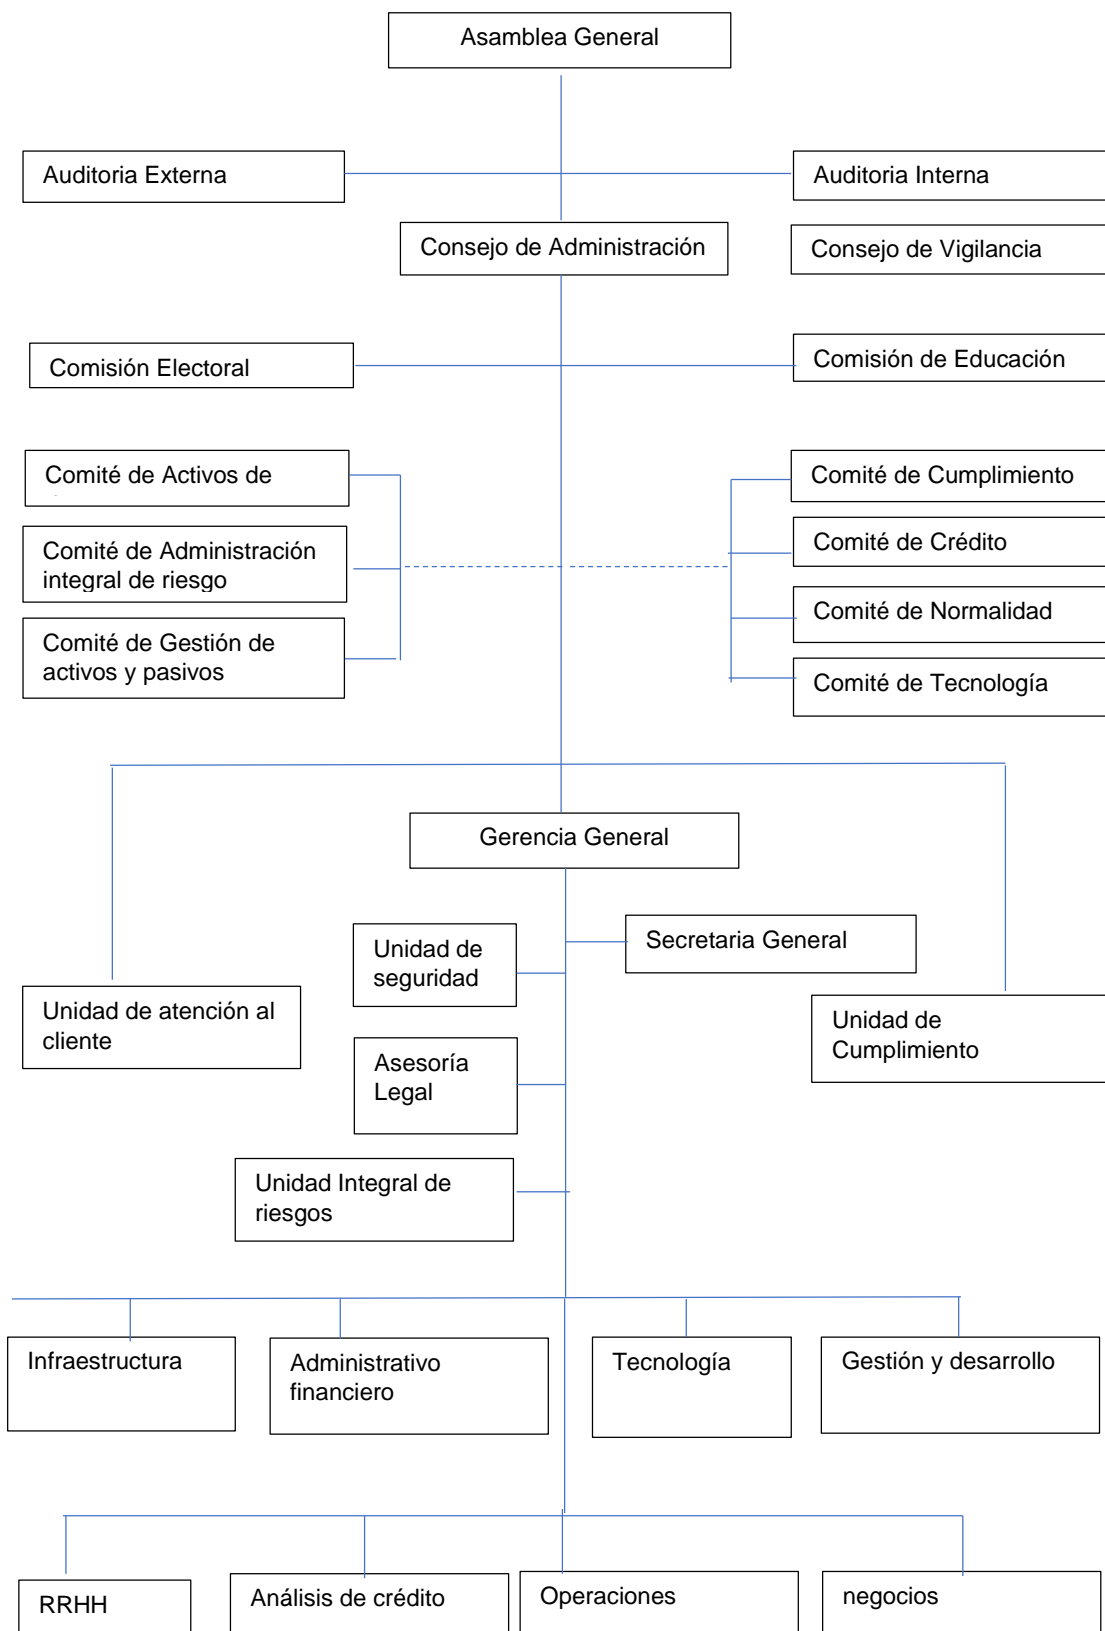 Asamblea General
Auditoria Externa
Auditoria Interna
Consejo de Administración
Consejo de Vigilancia
Comisión Electoral
Comisión de Educación
Comité de Activos de
Comité de Cumplimiento
Comité de Administración
integral de riesgo
Comité de Crédito
Comité de Gestión de
activos y pasivos
Comité de Normalidad
Comité de Tecnología
Gerencia General
Secretaria General
Unidad de
seguridad
Unidad de atención al
cliente
Unidad de
Cumplimiento
Asesoría
Legal
Unidad Integral de
riesgos
Infraestructura
Administrativo
financiero
Tecnología
Gestión y desarrollo
RRHH
Análisis de crédito
Operaciones
negocios